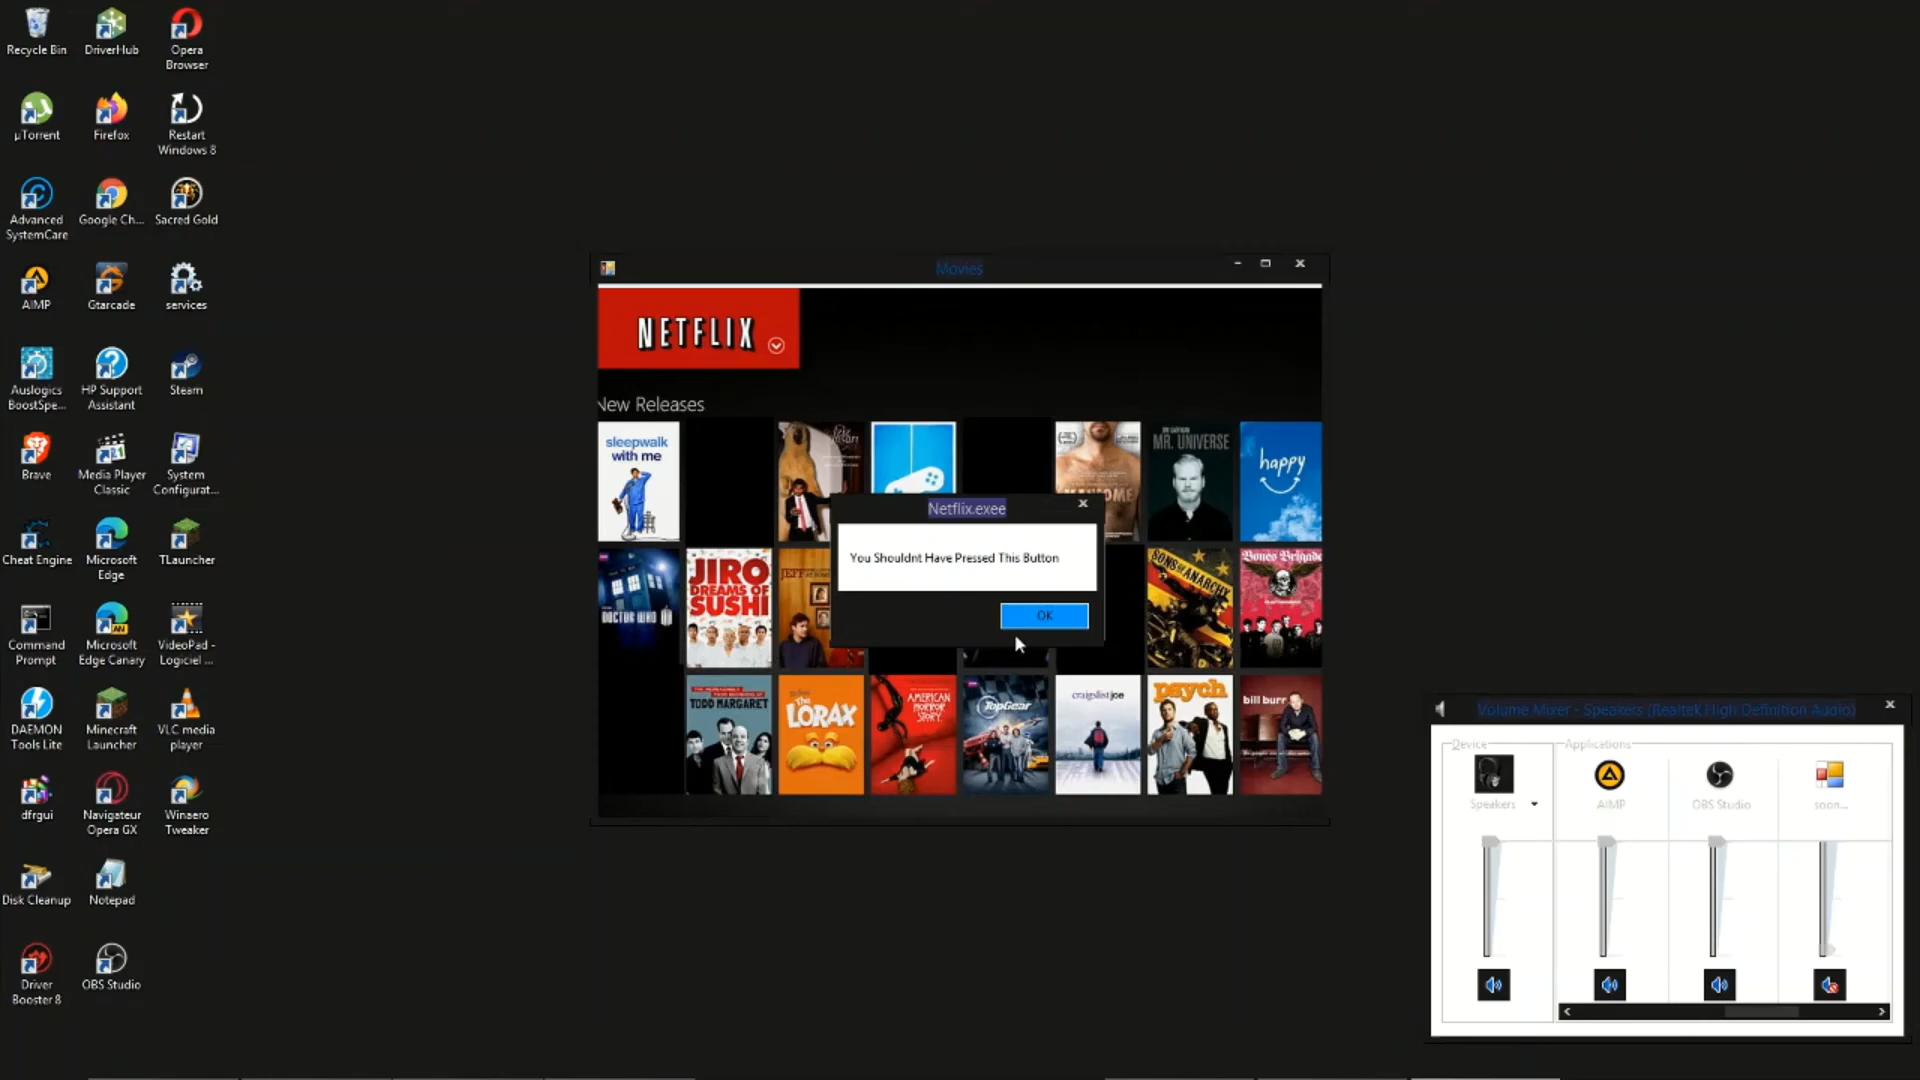 Recycle Bin
DriverHub
Opera
Browser
µTorrent
Firefox
Restart
Windows 8
Advanced
SystemCare
Google Ch...
Sacred Gold
AIMP
Gtarcade
services
Auslogics
BoostSpe...
HP Support
Assistant
Steam
Brave
Media Player
Classic
System
Configurat...
Cheat Engine
Microsoft
Edge
TLauncher
Command
Prompt
Microsoft
Edge Canary
VideoPad -
Logiciel ...
DAEMON
Tools Lite
Minecraft
Launcher
VLC media
player
dfrgui
Navigateur
Opera GX
Winaero
Tweaker
Disk Cleanup
Notepad
Driver
Booster 8
OBS Studio
Movies
NETFLIX
New Releases
sleepwalk
with me
MR. UNIVERSE
happy
DOCTOR WHO
JIRO
DREAMS OF
SUSHI
JEFF
SONS OF ANARCHY
Bones Brigade
TODD MARGARET
THE LORAX
AMERICAN
HORROR
STORY
TopGear
craigslist joe
psych
bill burr
Netflix.exee
You Shouldnt Have Pressed This Button
OK
Volume Mixer - Speakers (Realtek High Definition Audio)
Device
Applications
Speakers
AIMP
OBS Studio
soon...